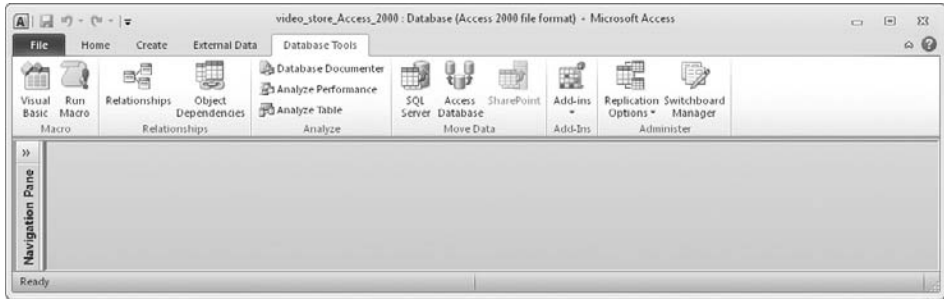 video_store_Access_2000 : Database (Access 2000 file format) - Microsoft Access
File Home Create External Data Database Tools
Visual Basic
Run Macro
Macro
Relationships
Object Dependencies
Relationships
Database Documenter
Analyze Performance
Analyze Table
Analyze
SQL Server
Access Database
SharePoint
Move Data
Add-ins
Add-Ins
Replication Options
Switchboard Manager
Administer
Navigation Pane
Ready